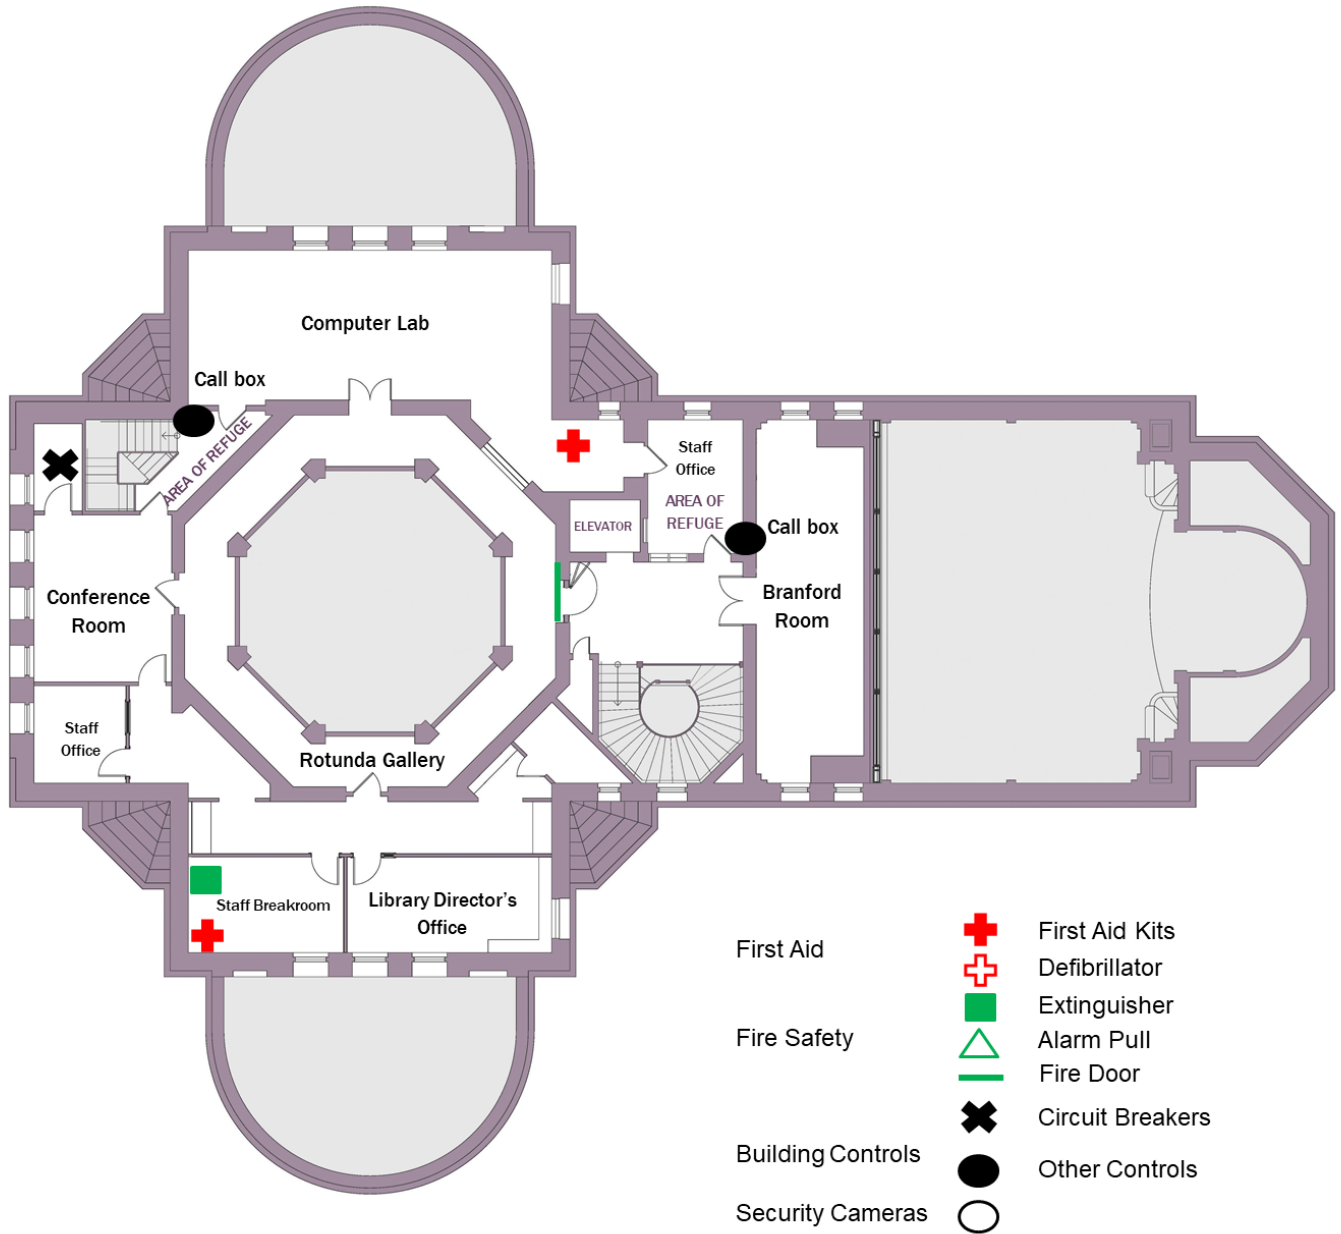 Computer Lab
Call box
AREA OF REFUGE
Staff
Office
AREA OF
REFUGE
ELEVATOR
Call box
Conference
Room
Branford
Room
Staff
Office
Rotunda Gallery
Staff Breakroom
Library Director's
Office
First Aid
First Aid Kits
Defibrillator
Extinguisher
Fire Safety
Alarm Pull
Fire Door
Circuit Breakers
Building Controls
Other Controls
Security Cameras